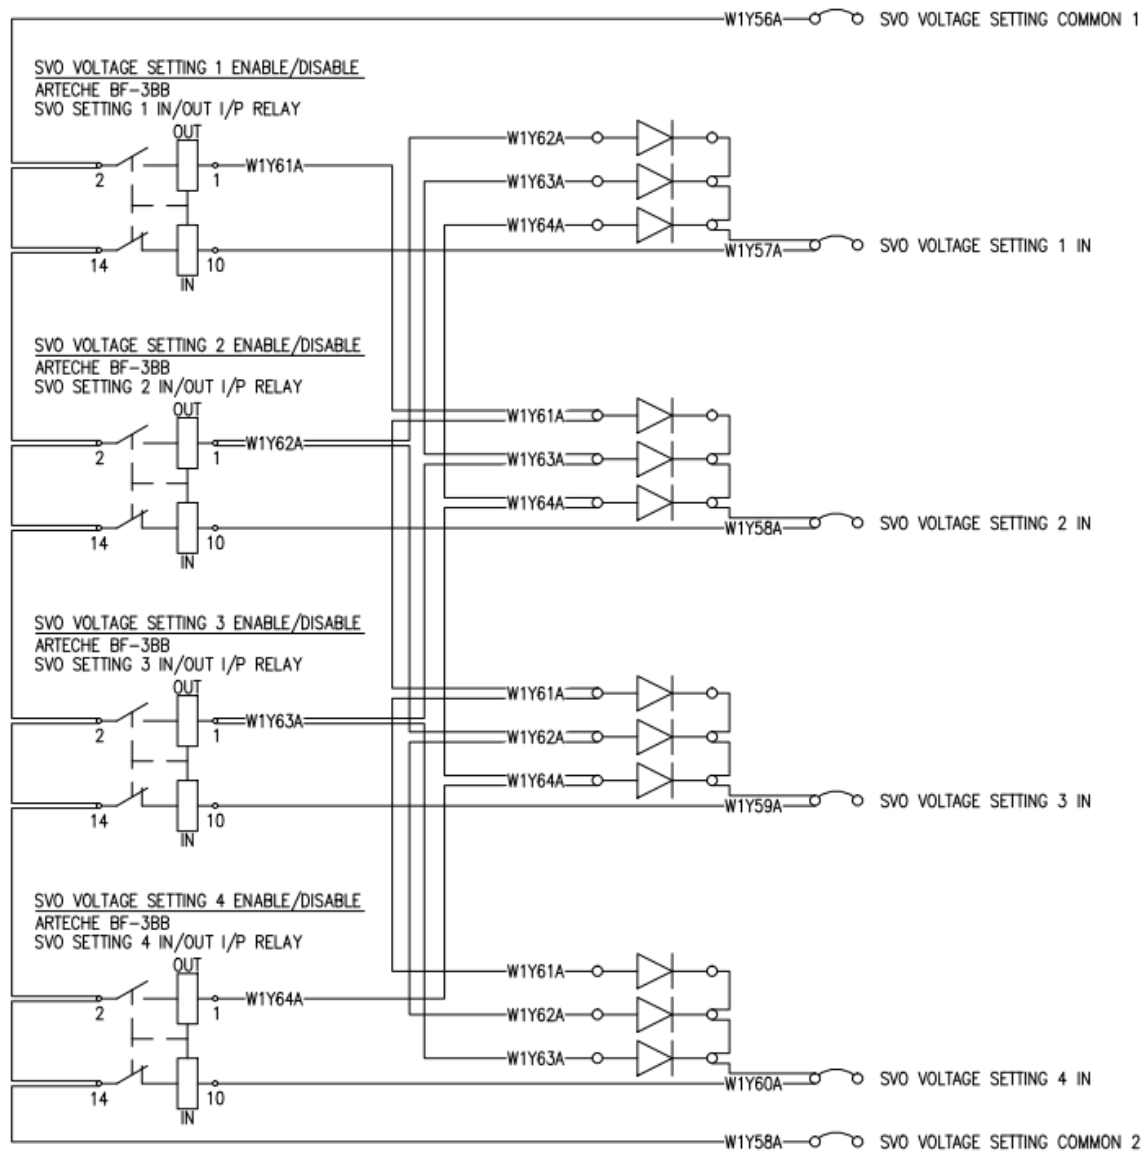 W1Y56A SVO VOLTAGE SETTING COMMON 1
SVO VOLTAGE SETTING 1 ENABLE/DISABLE
ARTECHE BF-3BB
SVO SETTING 1 IN/OUT I/P RELAY
OUT
W1Y62A
2 1 W1Y61A
W1Y63A
W1Y64A
SVO VOLTAGE SETTING 1 IN
W1Y57A
14 10
IN
SVO VOLTAGE SETTING 2 ENABLE/DISABLE
ARTECHE BF-3BB
SVO SETTING 2 IN/OUT I/P RELAY
OUT
W1Y61A
2 1 W1Y62A
W1Y63A
W1Y64A
SVO VOLTAGE SETTING 2 IN
W1Y58A
14 10
IN
SVO VOLTAGE SETTING 3 ENABLE/DISABLE
ARTECHE BF-3BB
SVO SETTING 3 IN/OUT I/P RELAY
OUT
W1Y61A
2 1 W1Y63A
W1Y62A
W1Y64A
SVO VOLTAGE SETTING 3 IN
W1Y59A
14 10
IN
SVO VOLTAGE SETTING 4 ENABLE/DISABLE
ARTECHE BF-3BB
SVO SETTING 4 IN/OUT I/P RELAY
OUT
W1Y61A
2 1 W1Y64A
W1Y62A
W1Y63A
SVO VOLTAGE SETTING 4 IN
W1Y60A
14 10
IN
W1Y58A SVO VOLTAGE SETTING COMMON 2